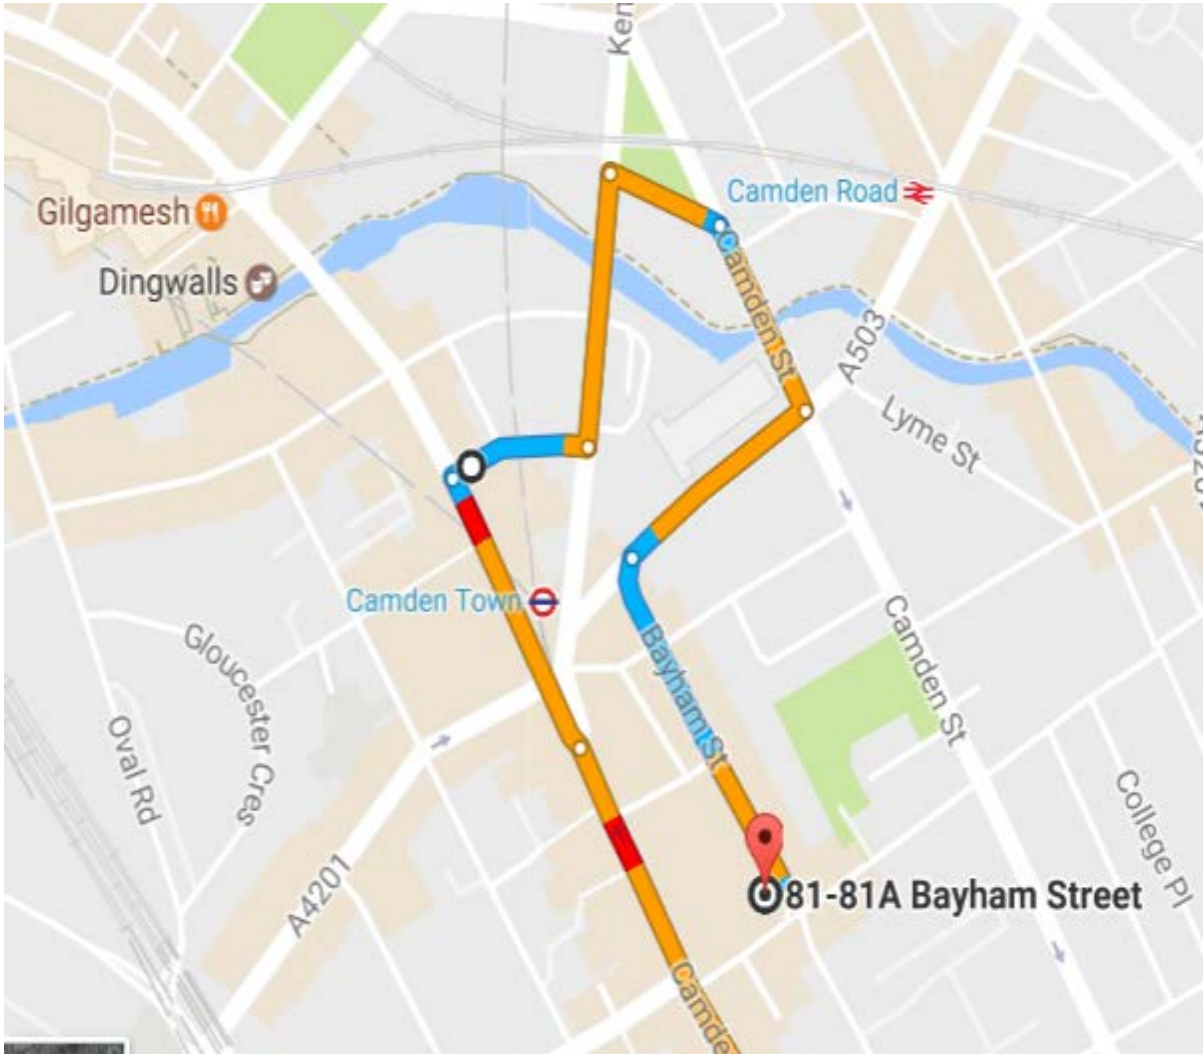 Ken
Camden Road
Gilgamesh
Dingwalls
Camden St
A503
Lyme St
Camden Town
Gloucester Cres
Bayham St
Camden St
Oval Rd
College Pl
A4201
81-81A Bayham Street
Camde